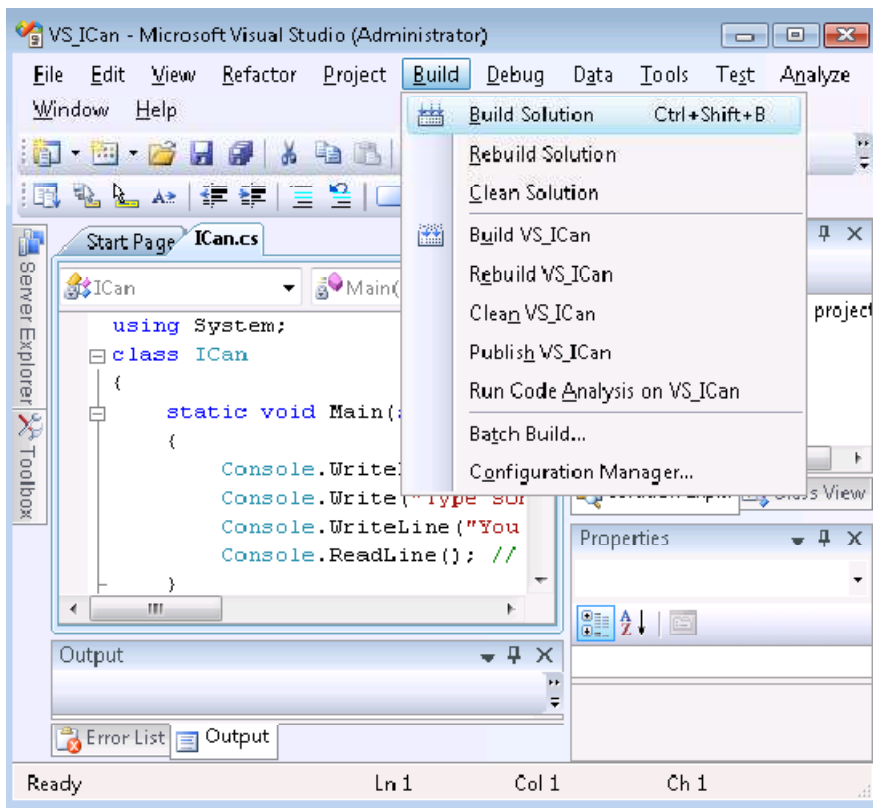 VS_ICan - Microsoft Visual Studio (Administrator)
File Edit View Refactor Project Build Debug Data Tools Test Analyze
Window Help
Build Solution Ctrl+Shift+B
Rebuild Solution
Clean Solution
Build VS_ICan
Rebuild VS_ICan
Clean VS_ICan
Publish VS_ICan
Run Code Analysis on VS_ICan
Batch Build...
Configuration Manager...
Server Explorer
Toolbox
Start Page ICan.cs
ICan Main(
using System;
class ICan
{
static void Main(
{
Console.Write
Console.Write("Type
Console.WriteLine("You
Console.ReadLine(); //
}
project
Class View
Properties
Output
Error List Output
Ready Ln 1 Col 1 Ch 1